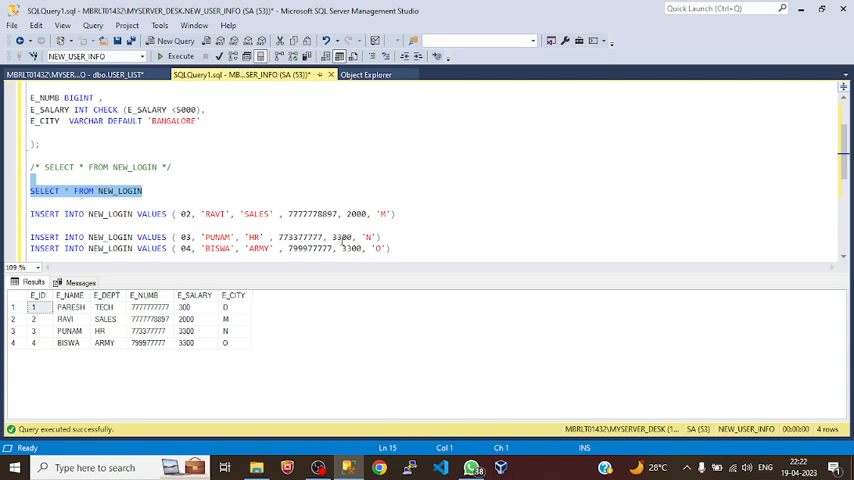 SQLQuery1.sql - MBRLT01432\MYSERVER_DESK.NEW_USER_INFO (SA (53))* - Microsoft SQL Server Management Studio
Quick Launch (Ctrl+Q)
File Edit View Query Project Tools Window Help
New Query
NEW_USER_INFO
Execute
MBRLT01432\MYSERVER_D...O - dbo.USER_LIST*
SQLQuery1.sql - MB...SER_INFO (SA (53))*
Object Explorer
E_NUMB BIGINT ,
E_SALARY INT CHECK (E_SALARY <5000),
E_CITY VARCHAR DEFAULT 'BANGALORE'
);
/* SELECT * FROM NEW_LOGIN */
SELECT * FROM NEW_LOGIN
INSERT INTO NEW_LOGIN VALUES ( 02, 'RAVI', 'SALES' , 7777778897, 2000, 'M')
INSERT INTO NEW_LOGIN VALUES ( 03, 'PUNAM', 'HR' , 773377777, 3300, 'N')
INSERT INTO NEW_LOGIN VALUES ( 04, 'BISWA', 'ARMY' , 799977777, 3300, 'O')
109 %
Results Messages
E_ID E_NAME E_DEPT E_NUMB E_SALARY E_CITY
1 1 PARESH TECH 7777777777 300 D
2 2 RAVI SALES 7777778897 2000 M
3 3 PUNAM HR 773377777 3300 N
4 4 BISWA ARMY 799977777 3300 O
Query executed successfully.
MBRLT01432\MYSERVER_DESK (1... SA (53) NEW_USER_INFO 00:00:00 4 rows
Ready
Ln 15 Col 1 Ch 1 INS
Type here to search
38
28°C
ENG
22:22
19-04-2023
1